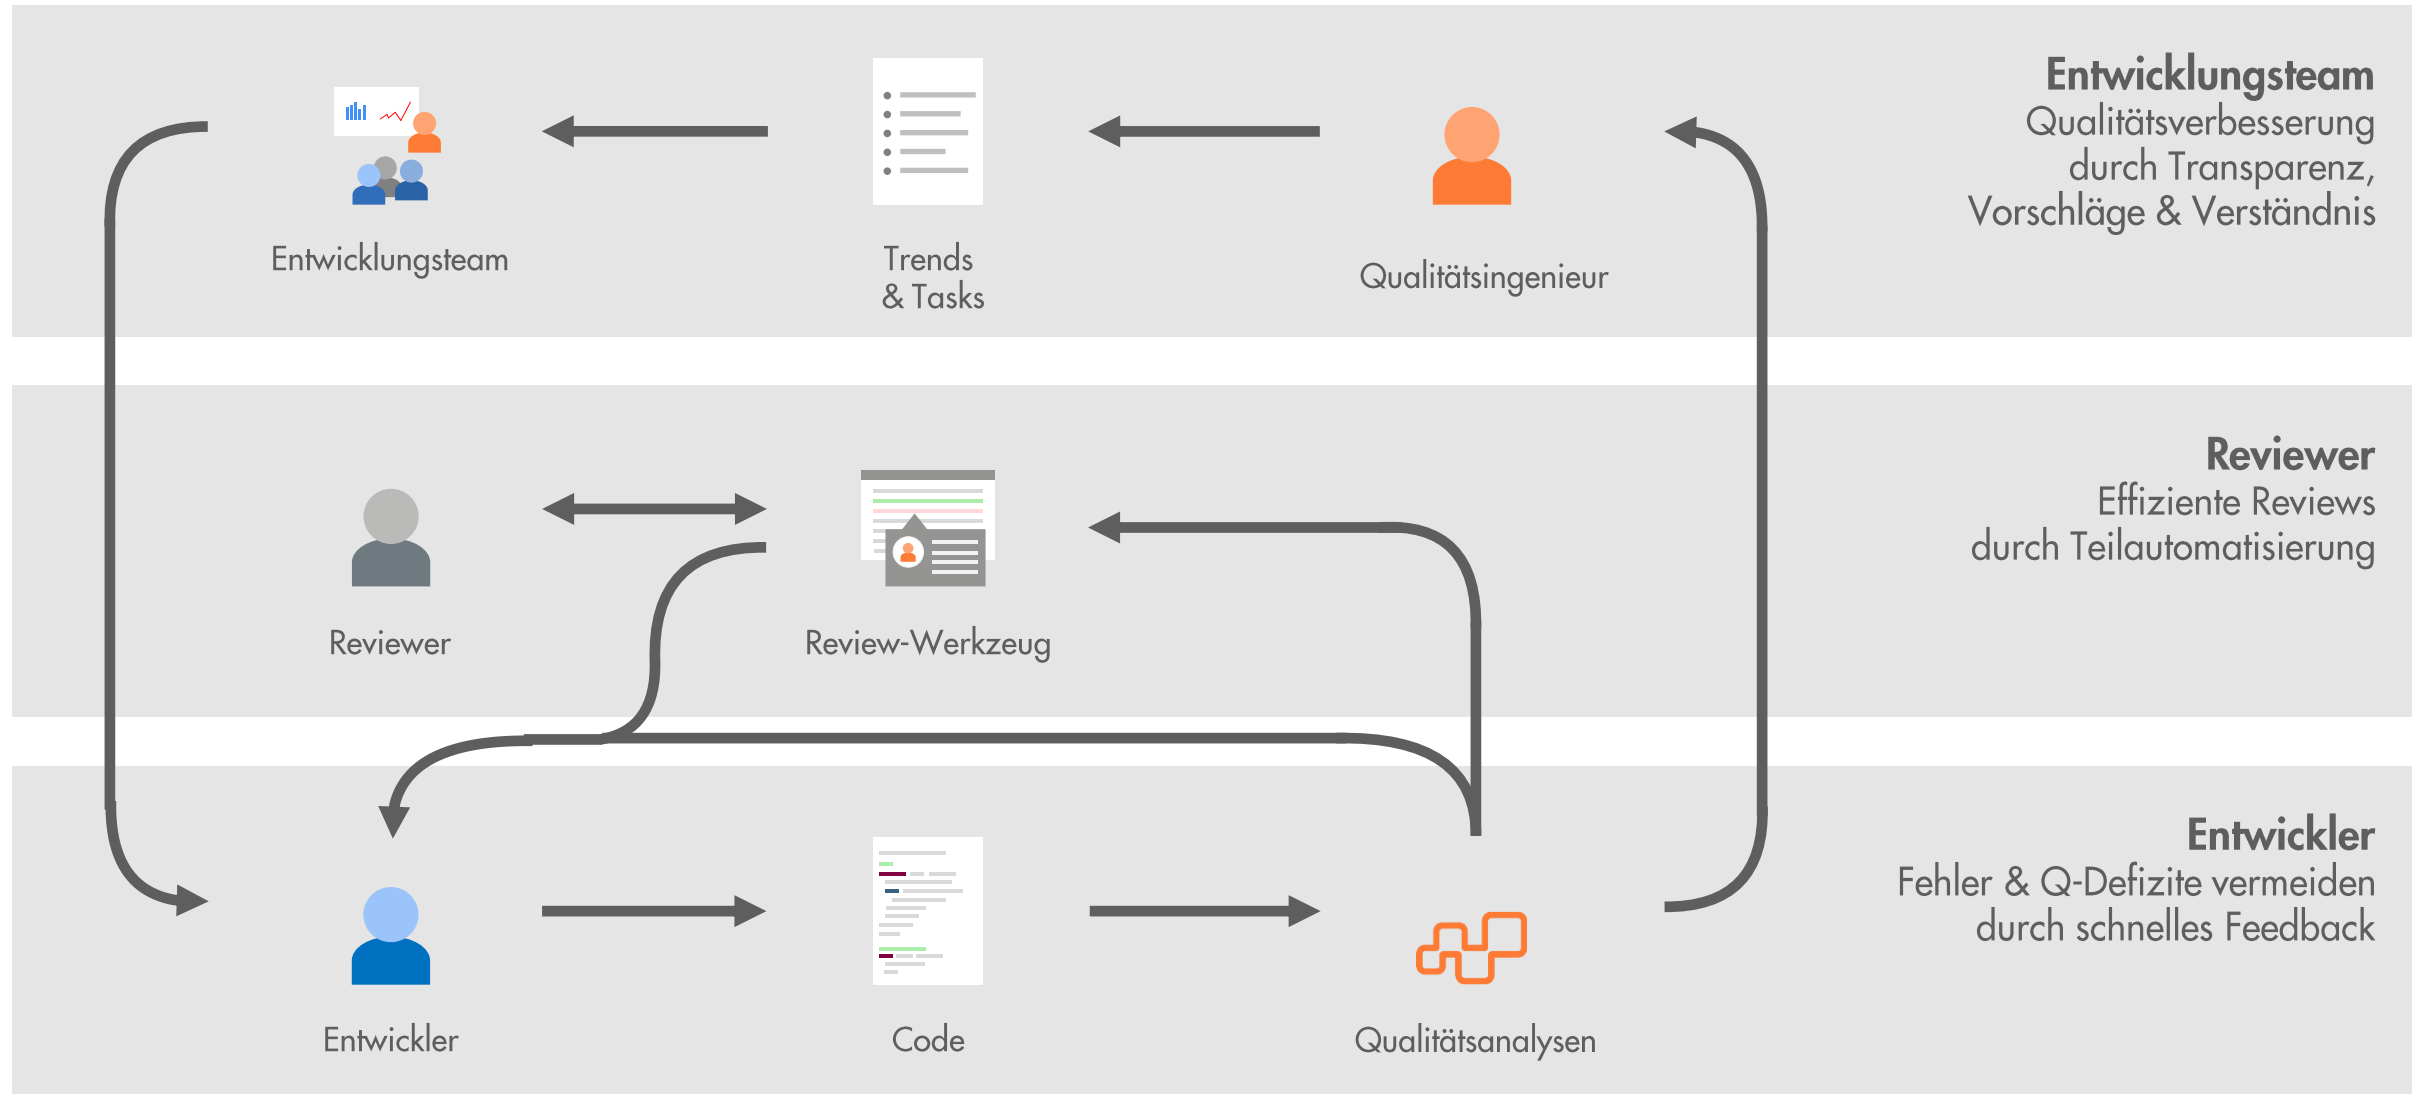 Entwicklungsteam
Qualitätsverbesserung
durch Transparenz,
Vorschläge & Verständnis
Entwicklungsteam
Trends
& Tasks
Qualitätsingenieur
Reviewer
Effiziente Reviews
durch Teilautomatisierung
Reviewer
Review-Werkzeug
Entwickler
Fehler & Q-Defizite vermeiden
durch schnelles Feedback
Entwickler
Code
Qualitätsanalysen